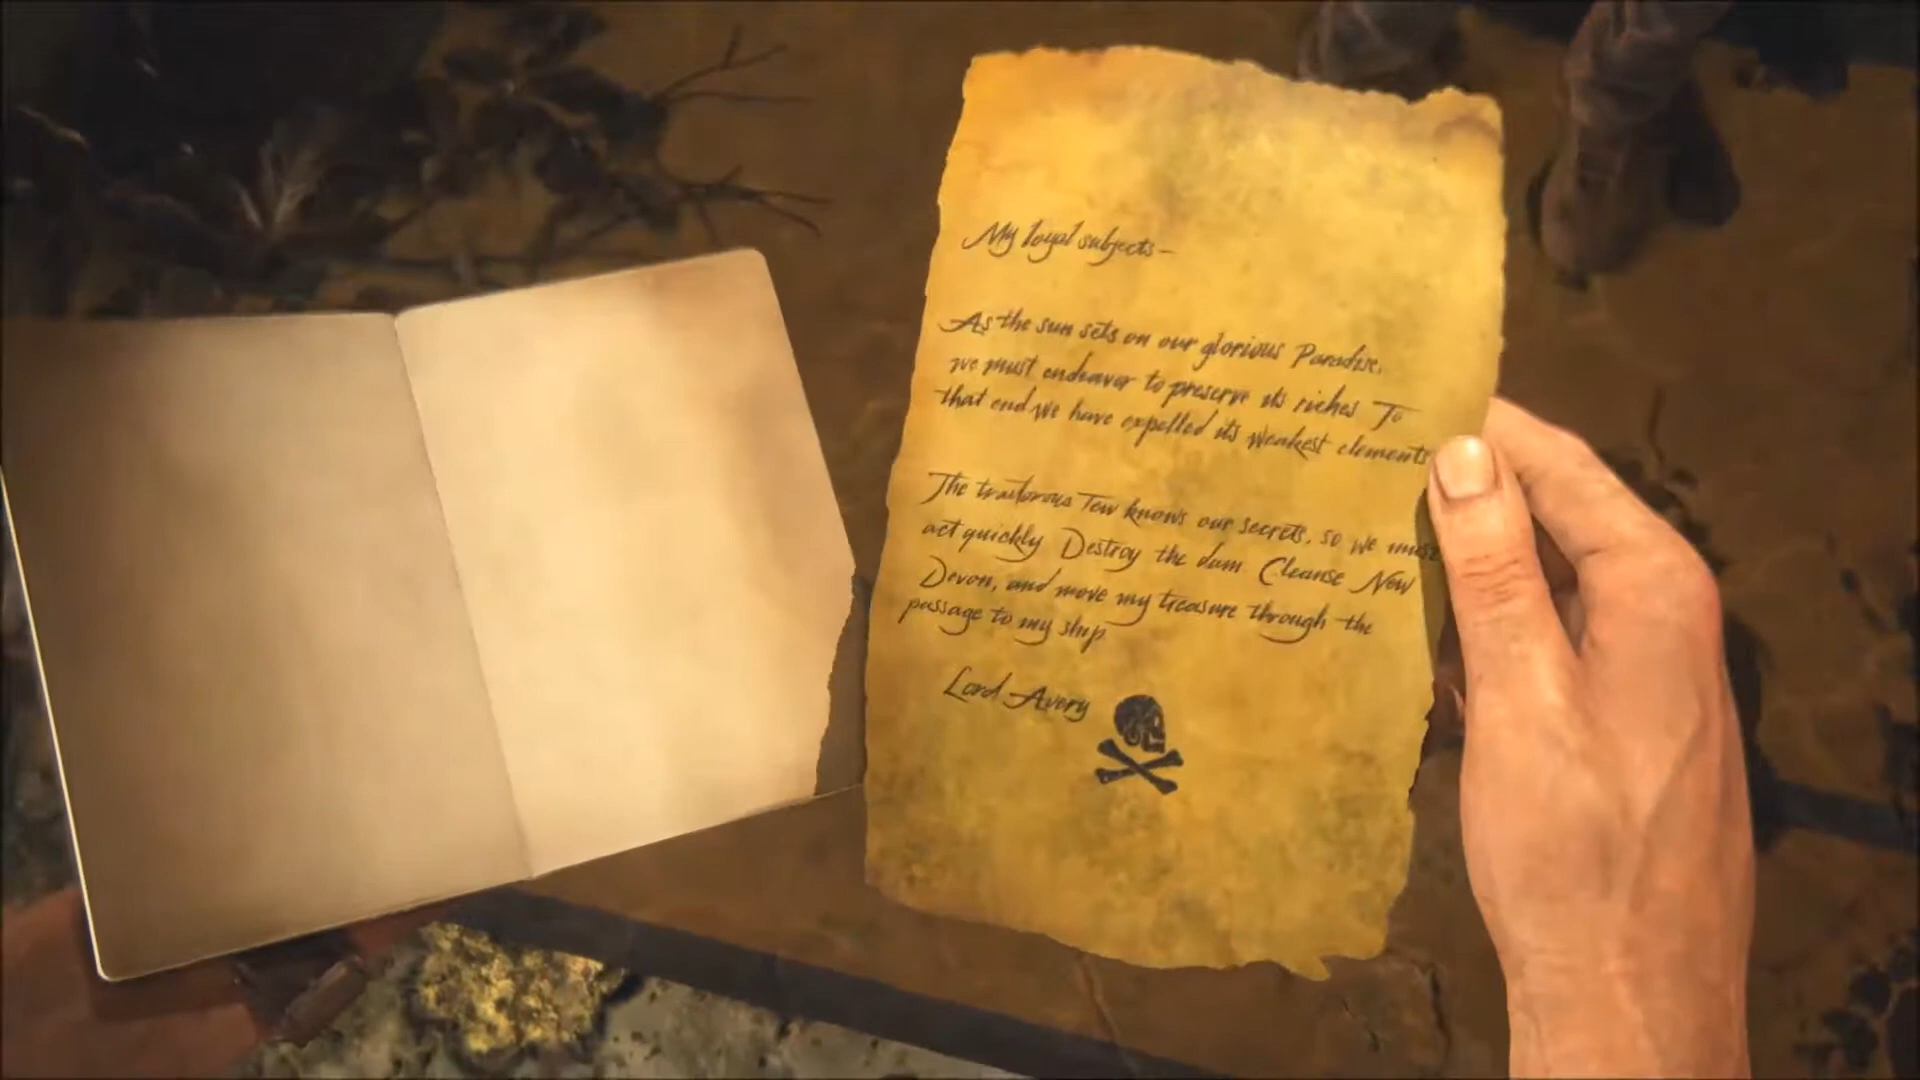 My loyal subjects—
As the sun sets on our glorious Paradise,
we must endeavor to preserve its riches To
that end we have expelled its weakest elements
The traitorous Tew knows our secrets, so we must
act quickly Destroy the dam Cleanse New
Devon, and move my treasure through the
passage to my ship
Lord Avery